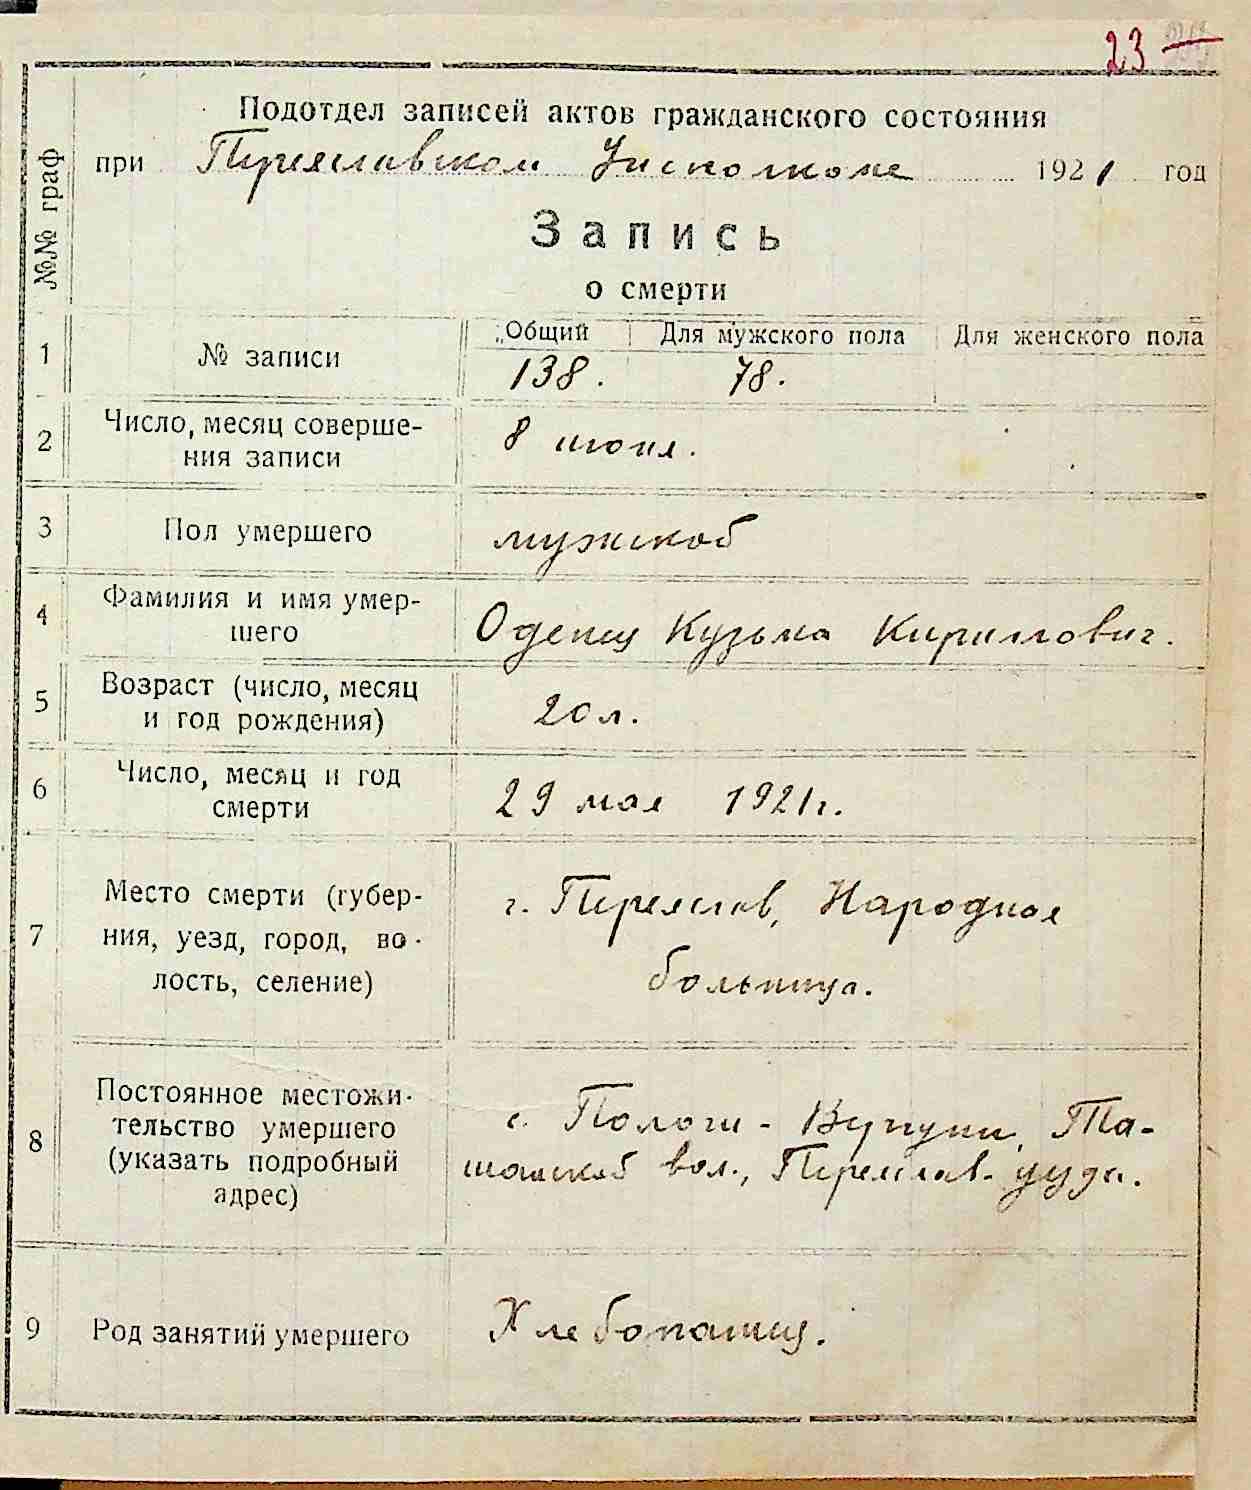 23
Подотдел записей актов гражданского состояния
при Переяславском Уисполкоме 1921 год
№№ граф
Запись
о смерти
1 № записи Общий Для мужского пола Для женского пола
138. 78.
2 Число, месяц соверше-
ния записи 8 июня.
3 Пол умершего мужской
4 Фамилия и имя умер-
шего Оденец Кузьма Кириллович.
5 Возраст (число, месяц
и год рождения) 20 л.
6 Число, месяц и год
смерти 29 мая 1921 г.
7 Место смерти (губер-
ния, уезд, город, во-
лость, селение) г. Переяслав, Народная
больница.
8 Постоянное местожи-
тельство умершего
(указать подробный
адрес) с. Пологи - Вергуны, Та-
шанской вол., Переяслав. уезда.
9 Род занятий умершего Хлебопашец.